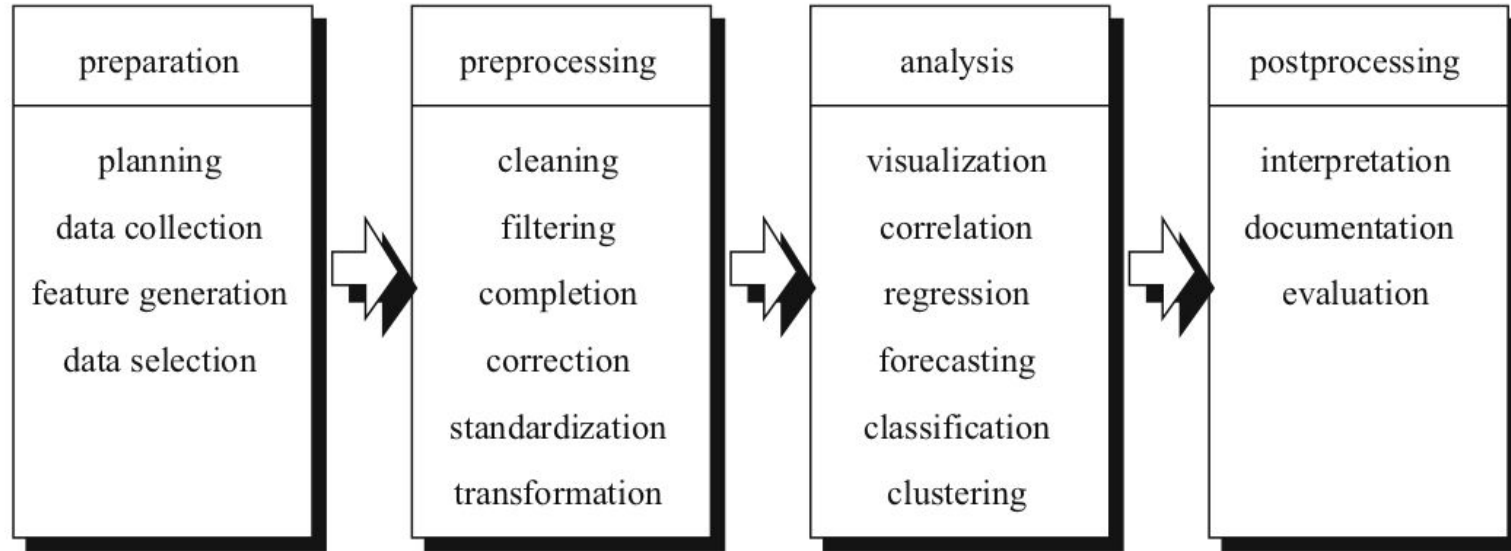 preparation
planning
data collection
feature generation
data selection
preprocessing
cleaning
filtering
completion
correction
standardization
transformation
analysis
visualization
correlation
regression
forecasting
classification
clustering
postprocessing
interpretation
documentation
evaluation